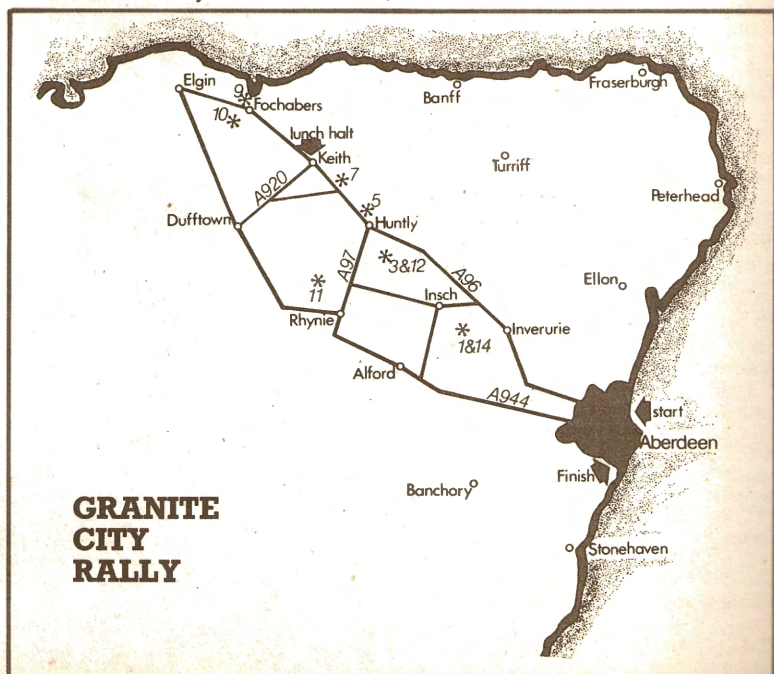 Elgin
9
Fochabers
10
lunch halt
Keith
7
A920
5
Huntly
Dufftown
3&12
A97
A96
11
Insch
Rhynie
1&14
Inverurie
Alford
A944
Banff
Fraserburgh
Turriff
Peterhead
Ellon
start
Aberdeen
Finish
Banchory
Stonehaven
GRANITE
CITY
RALLY